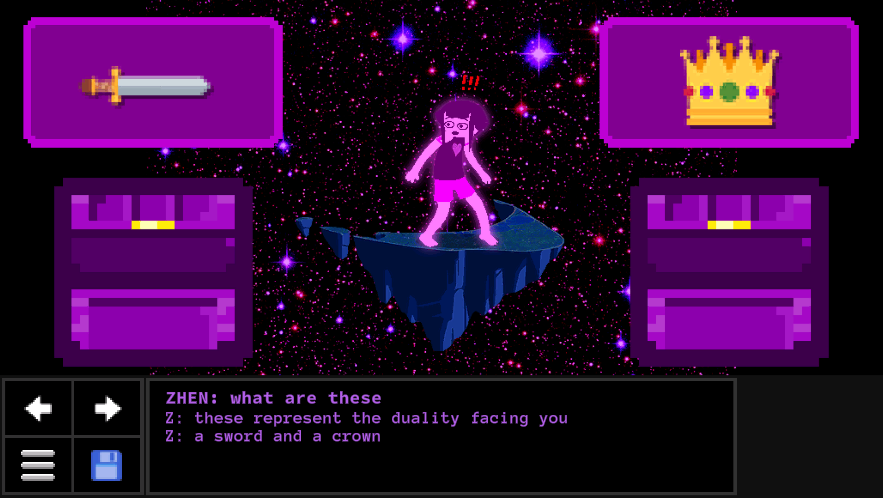 !!!
ZHEN: what are these
Z: these represent the duality facing you
Z: a sword and a crown